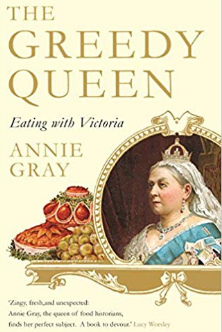 THE
GREEDY
QUEEN
Eating with Victoria
ANNIE
GRAY
'Zingy, fresh,and unexpected:
Annie Gray, the queen of food historians,
finds her perfect subject. A book to devour.' Lucy Worsley